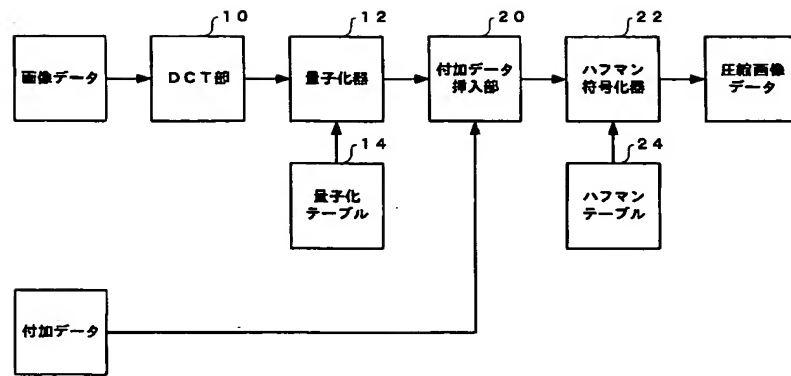 10
12
20
22
画像データ
DCT部
量子化器
付加データ
挿入部
ハフマン
符号化器
圧縮画像
データ
14
24
量子化
テーブル
ハフマン
テーブル
付加データ